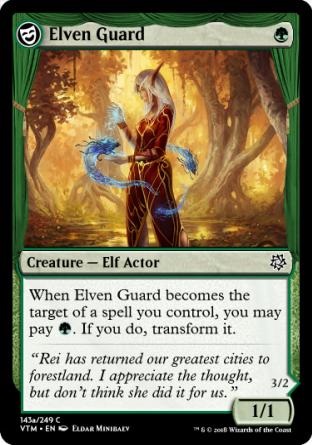 Elven Guard
Creature — Elf Actor
When Elven Guard becomes the
target of a spell you control, you may
pay. If you do, transform it.
“Rei has returned our greatest cities to
forestland. I appreciate the thought,
but don’t think she did it for us.”
3/2
1/1
143a/249 C
VTM • EN Eldar Minibaev
™ & © 2018 Wizards of the Coast